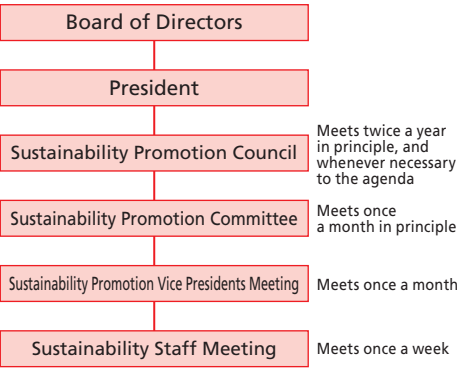 Board of Directors
President
Sustainability Promotion Council
Meets twice a year
in principle, and
whenever necessary
to the agenda
Sustainability Promotion Committee
Meets once
a month in principle
Sustainability Promotion Vice Presidents Meeting
Meets once a month
Sustainability Staff Meeting
Meets once a week